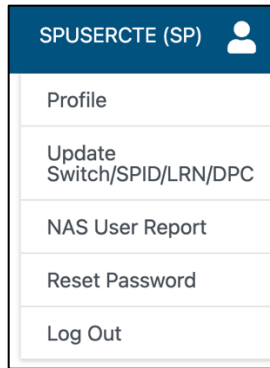 SPUSERCTE (SP)
Profile
Update
Switch/SPID/LRN/DPC
NAS User Report
Reset Password
Log Out